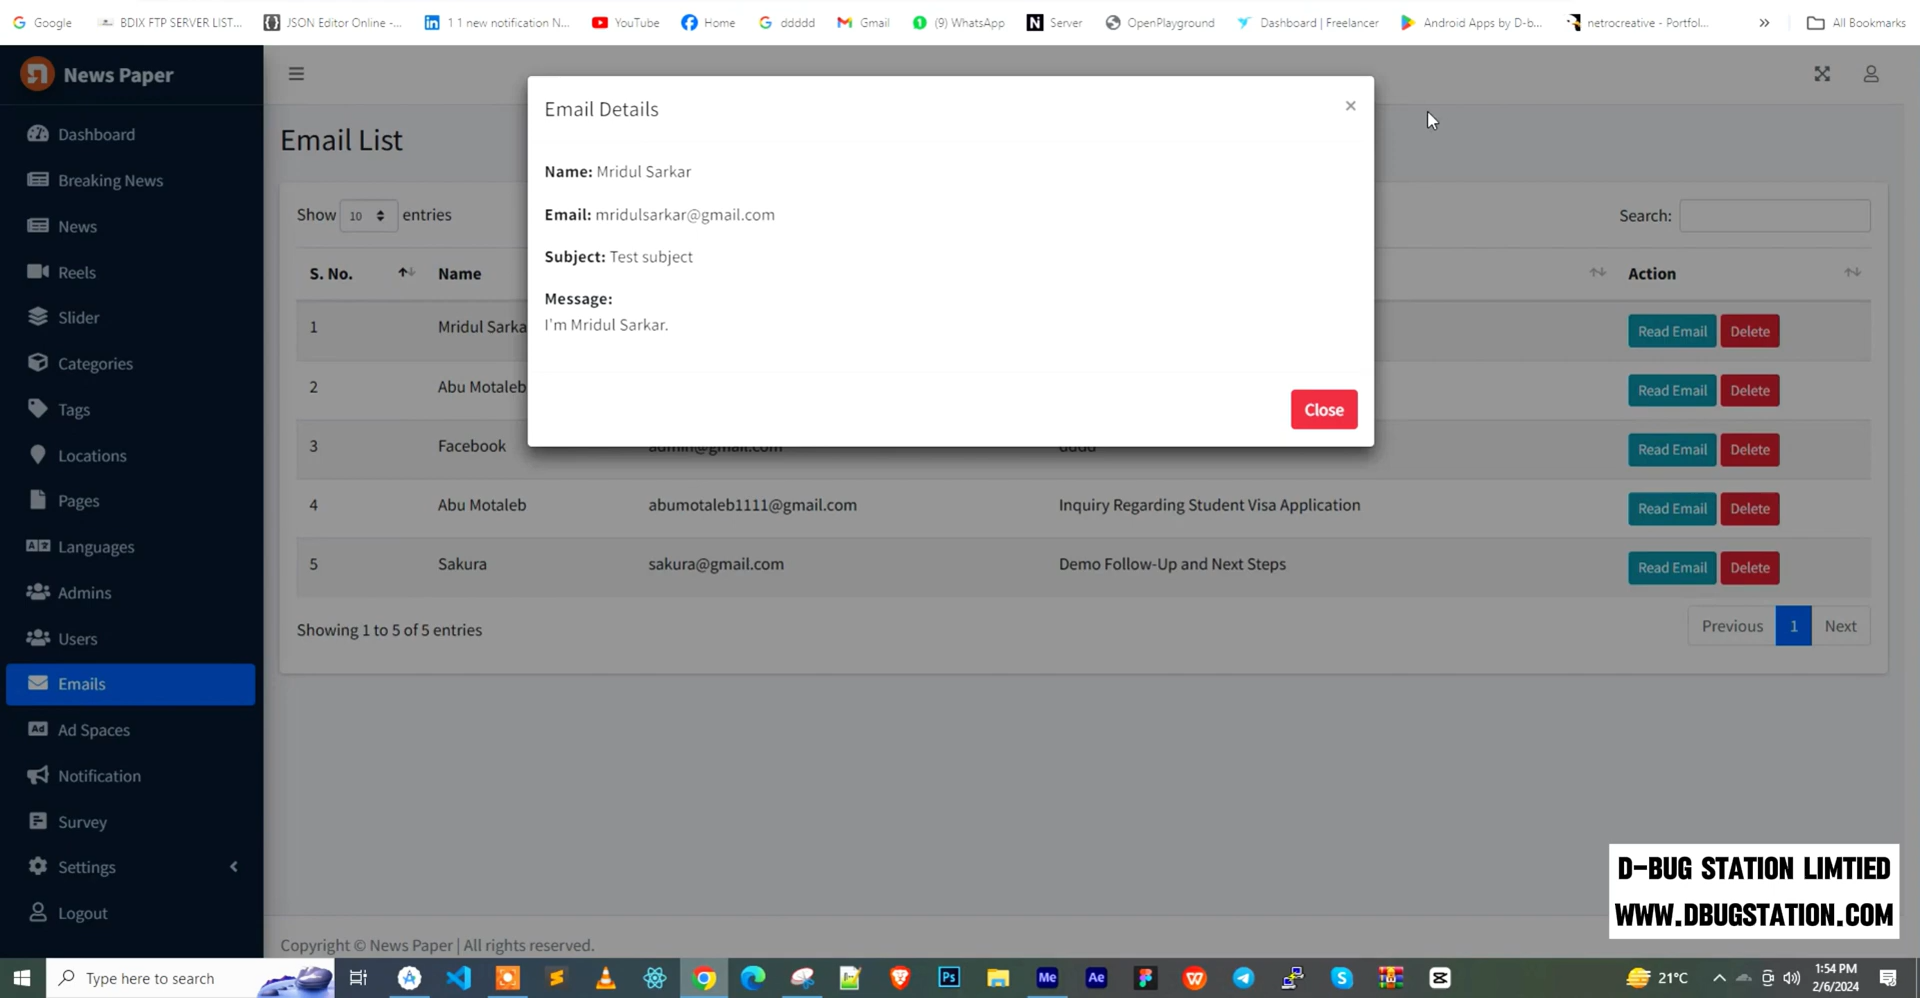 Google
BDIX FTP SERVER LIST...
JSON Editor Online -...
1 1 new notification N...
YouTube
Home
ddddd
Gmail
(9) WhatsApp
Server
OpenPlayground
Dashboard | Freelancer
Android Apps by D-b...
netrocreative - Portfol...
All Bookmarks
News Paper
Dashboard
Breaking News
News
Reels
Slider
Categories
Tags
Locations
Pages
Languages
Admins
Users
Emails
Ad Spaces
Notification
Survey
Settings
Logout
Email List
Email Details
×
Name: Mridul Sarkar
Email: mridulsarkar@gmail.com
Subject: Test subject
Message:
I'm Mridul Sarkar.
Close
Show 10 entries
Search:
S. No. Name Action
1 Mridul Sarka Read Email Delete
2 Abu Motaleb Read Email Delete
3 Facebook admin@gmail.com dddd Read Email Delete
4 Abu Motaleb abumotaleb1111@gmail.com Inquiry Regarding Student Visa Application Read Email Delete
5 Sakura sakura@gmail.com Demo Follow-Up and Next Steps Read Email Delete
Showing 1 to 5 of 5 entries
Previous 1 Next
D-BUG STATION LIMTIED
WWW.DBUGSTATION.COM
Copyright © News Paper | All rights reserved.
Type here to search
21°C
1:54 PM
2/6/2024